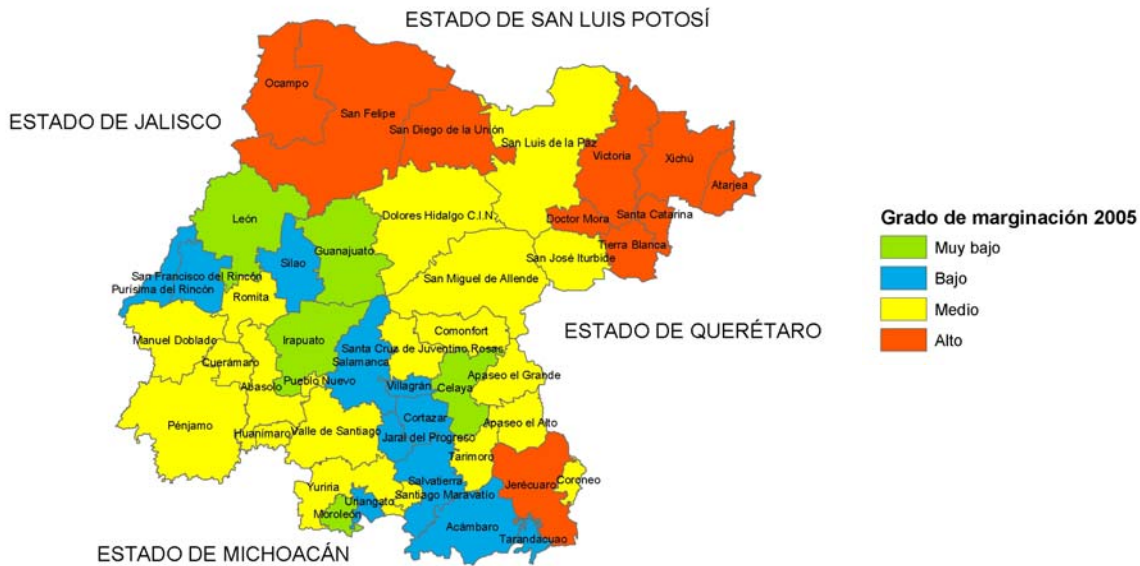 ESTADO DE SAN LUIS POTOSÍ
ESTADO DE JALISCO
Ocampo
San Felipe
San Diego de la Unión
San Luis de la Paz
Victoria
Xichú
Atarjea
León
Dolores Hidalgo C.I.N.
Doctor Mora
Santa Catarina
Guanajuato
Silao
Tierra Blanca
San José Iturbide
San Francisco del Rincón
Purísima del Rincón
San Miguel de Allende
Romita
Grado de marginación 2005
Muy bajo
Bajo
Medio
Alto
ESTADO DE QUERÉTARO
Manuel Doblado
Irapuato
Comonfort
Santa Cruz de Juventino Rosas
Cuerámaro
Salamanca
Abasolo
Pueblo Nuevo
Villagrán
Celaya
Apaseo el Grande
Pénjamo
Huanímaro
Valle de Santiago
Cortazar
Apaseo el Alto
Jaral del Progreso
Tarimoro
Yuriria
Salvatierra
Jerécuaro
Coroneo
Santiago Maravatío
Uriangato
Moroleón
Acámbaro
Tarandacuao
ESTADO DE MICHOACÁN